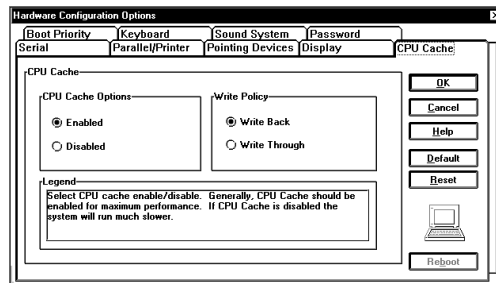 Hardware Configuration Options
Boot Priority Keyboard Sound System Password
Serial Parallel/Printer Pointing Devices Display CPU Cache
CPU Cache
CPU Cache Options
Enabled
Disabled
Write Policy
Write Back
Write Through
Legend
Select CPU cache enable/disable. Generally, CPU Cache should be
enabled for maximum performance. If CPU Cache is disabled the
system will run much slower.
OK
Cancel
Help
Default
Reset
Reboot